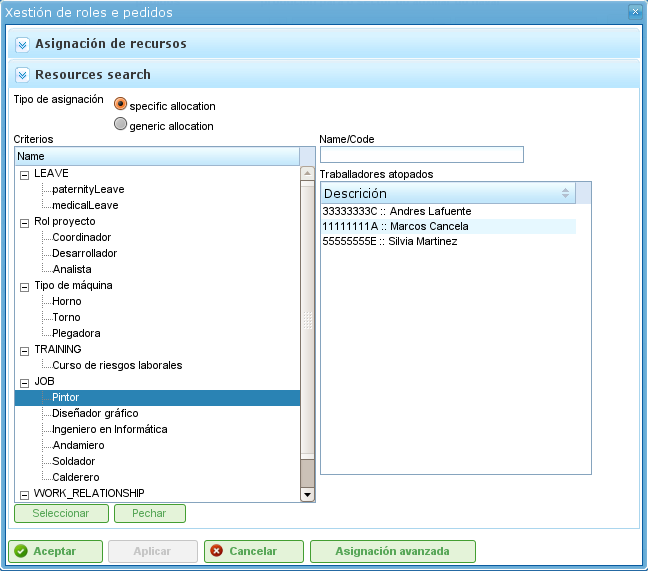 Xestión de roles e pedidos
Asignación de recursos
Resources search
Tipo de asignación
specific allocation
generic allocation
Criterios
Name
LEAVE
paternityLeave
medicalLeave
Rol proyecto
Coordinador
Desarrollador
Analista
Tipo de máquina
Horno
Torno
Plegadora
TRAINING
Curso de riesgos laborales
JOB
Pintor
Diseñador gráfico
Ingeniero en Informática
Andamiero
Soldador
Calderero
WORK_RELATIONSHIP
Name/Code
Traballadores atopados
Descrición
33333333C :: Andres Lafuente
11111111A :: Marcos Cancela
55555555E :: Silvia Martinez
Seleccionar
Pechar
Aceptar
Aplicar
Cancelar
Asignación avanzada